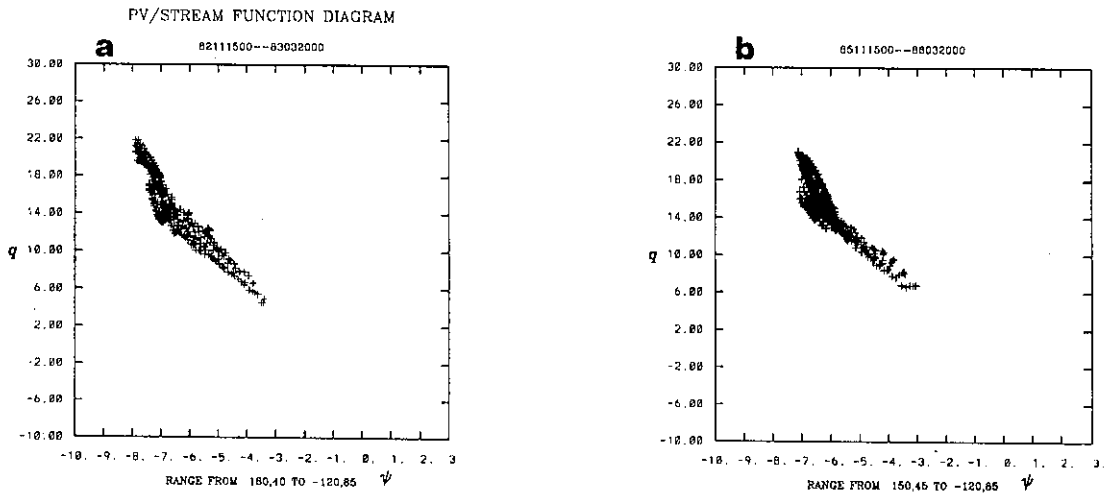 PV/STREAM FUNCTION DIAGRAM
a
82111500--83032000
30.00
26.00
22.00
18.00
14.00
q 10.00
6.00
2.00
-2.00
-6.00
-10.00
-10. -9. -8. -7. -6. -5. -4. -3. -2. -1. 0. 1. 2. 3
RANGE FROM 180,40 TO -120,65 ψ
b
85111500--88032000
30.00
26.00
22.00
18.00
14.00
q 10.00
6.00
2.00
-2.00
-6.00
-10.00
-10. -9. -8. -7. -6. -5. -4. -3. -2. -1. 0. 1. 2. 3.
RANGE FROM 150,45 TO -120,65 ψ